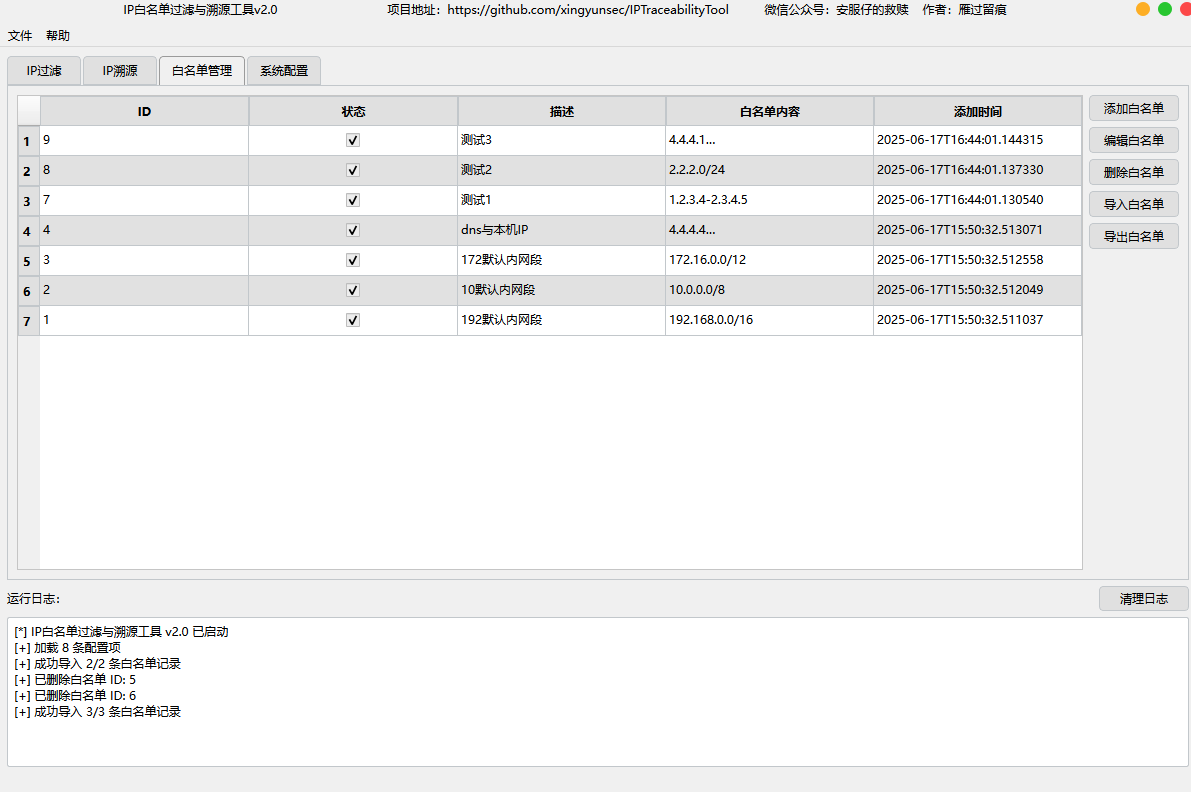 IP白名单过滤与溯源工具v2.0 项目地址：https://github.com/xingyunsec/IPTraceabilityTool 微信公众号：安服仔的救赎 作者：雁过留痕
文件 帮助
IP过滤 IP溯源 白名单管理 系统配置
ID 状态 描述 白名单内容 添加时间
1 9 测试3 4.4.4.1... 2025-06-17T16:44:01.144315
2 8 测试2 2.2.2.0/24 2025-06-17T16:44:01.137330
3 7 测试1 1.2.3.4-2.3.4.5 2025-06-17T16:44:01.130540
4 4 dns与本机IP 4.4.4.4... 2025-06-17T15:50:32.513071
5 3 172默认内网段 172.16.0.0/12 2025-06-17T15:50:32.512558
6 2 10默认内网段 10.0.0.0/8 2025-06-17T15:50:32.512049
7 1 192默认内网段 192.168.0.0/16 2025-06-17T15:50:32.511037
添加白名单
编辑白名单
删除白名单
导入白名单
导出白名单
运行日志：
清理日志
[*] IP白名单过滤与溯源工具 v2.0 已启动
[+] 加载 8 条配置项
[+] 成功导入 2/2 条白名单记录
[+] 已删除白名单 ID: 5
[+] 已删除白名单 ID: 6
[+] 成功导入 3/3 条白名单记录